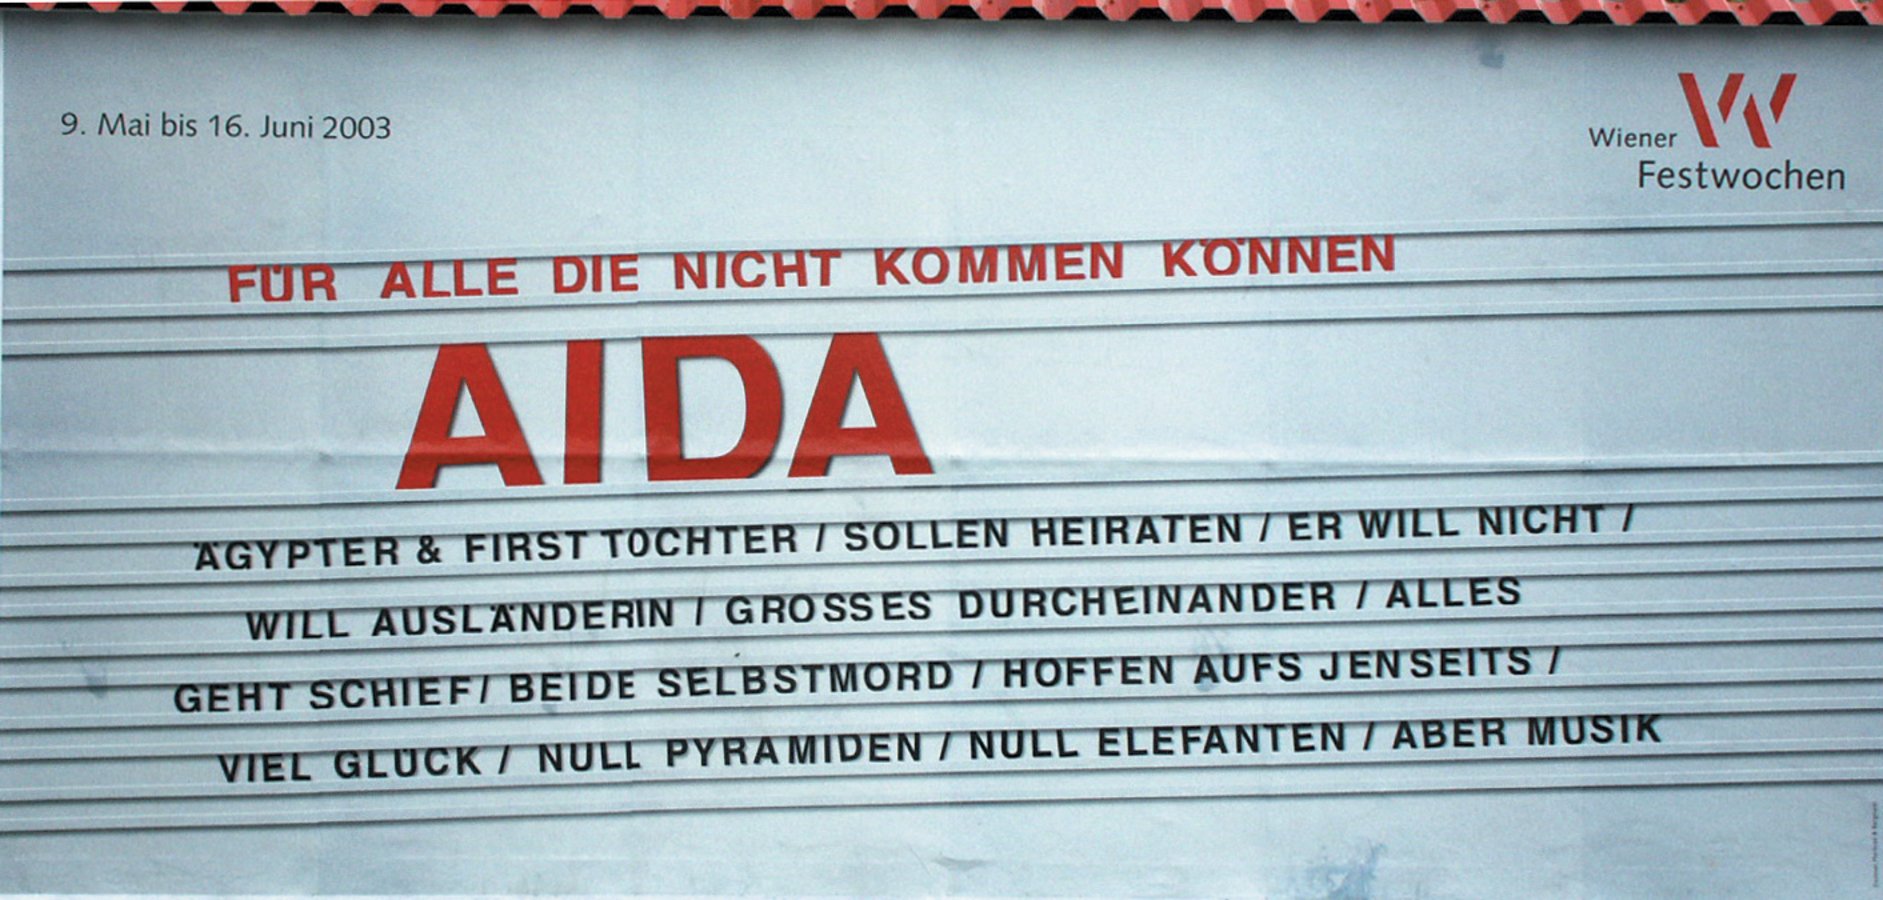 9. Mai bis 16. Juni 2003
Wiener
Festwochen
FÜR ALLE DIE NICHT KOMMEN KÖNNEN
AIDA
ÄGYPTER & FIRST TOCHTER / SOLLEN HEIRATEN / ER WILL NICHT /
WILL AUSLÄNDERIN / GROSSES DURCHEINANDER / ALLES
GEHT SCHIEF/ BEIDE SELBSTMORD / HOFFEN AUFS JENSEITS /
VIEL GLÜCK / NULL PYRAMIDEN / NULL ELEFANTEN / ABER MUSIK